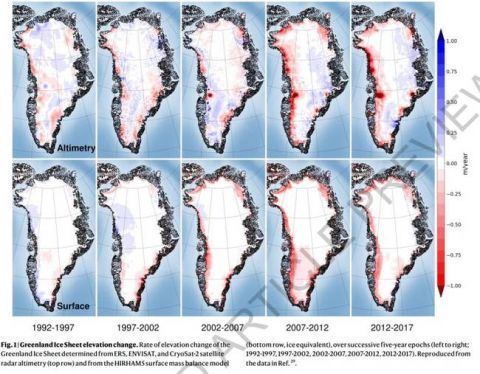 Altimetry
Surface
1.00
0.75
0.50
0.25
0.00
−0.25
−0.50
−0.75
−1.00
m/year
1992-1997
1997-2002
2002-2007
2007-2012
2012-2017
ARTICLE PREVIEW
Fig. 1 | Greenland Ice Sheet elevation change. Rate of elevation change of the
Greenland Ice Sheet determined from ERS, ENVISAT, and CryoSat-2 satellite
radar altimetry (top row) and from the HIRHAM5 surface mass balance model
(bottom row, ice equivalent), over successive five-year epochs (left to right;
1992-1997, 1997-2002, 2002-2007, 2007-2012, 2012-2017). Reproduced from
the data in Ref.